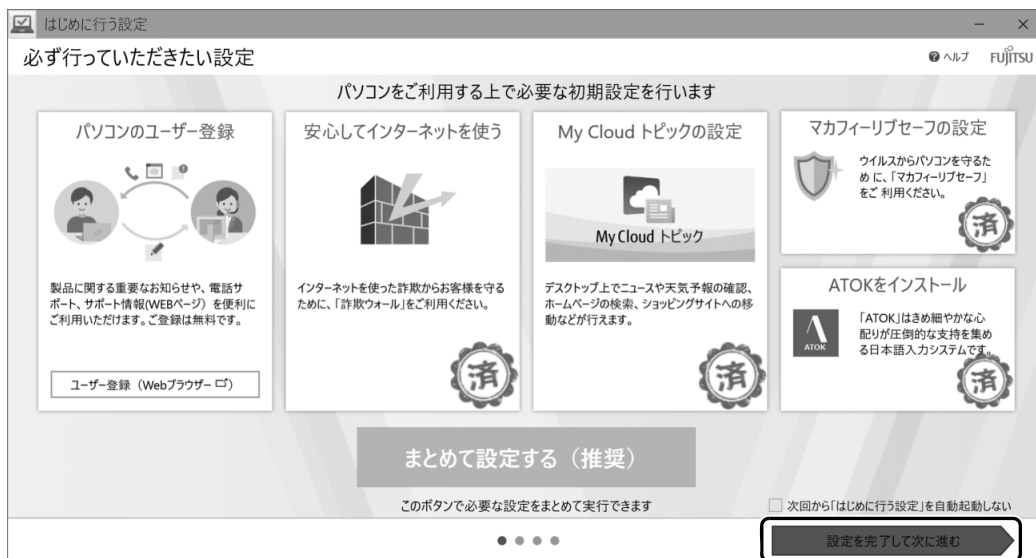 はじめに行う設定
必ず行っていただきたい設定
? ヘルプ
FUJITSU
パソコンをご利用する上で必要な初期設定を行います
パソコンのユーザー登録
製品に関する重要なお知らせや、電話サ
ポート、サポート情報(WEBページ）を便利に
ご利用いただけます。ご登録は無料です。
ユーザー登録（Webブラウザー）
安心してインターネットを使う
インターネットを使った詐欺からお客様を守る
ために、「詐欺ウォール」をご利用ください。
済
My Cloud トピックの設定
My Cloud トピック
デスクトップ上でニュースや天気予報の確認、
ホームページの検索、ショッピングサイトへの移
動などが行えます。
済
マカフィーリブセーフの設定
ウイルスからパソコンを守るた
め に、「マカフィーリブセーフ」
をご 利用ください。
済
ATOKをインストール
ATOK
「ATOK」はきめ細やかな心
配りが圧倒的な支持を集め
る日本語入力システムです。
済
まとめて設定する（推奨）
このボタンで必要な設定をまとめて実行できます
次回から「はじめに行う設定」を自動起動しない
設定を完了して次に進む